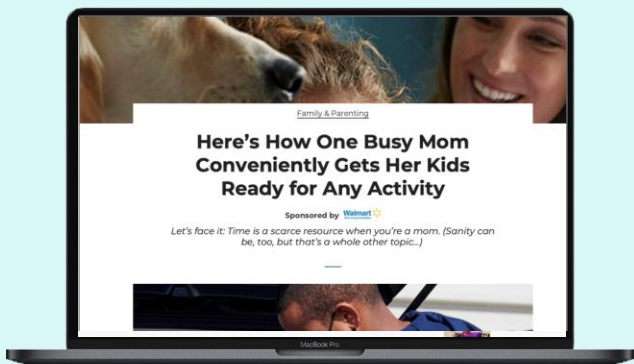 Family & Parenting
Here's How One Busy Mom
Conveniently Gets Her Kids
Ready for Any Activity
Sponsored by Walmart
Let's face it: Time is a scarce resource when you're a mom. (Sanity can
be, too, but that's a whole other topic...)
MacBook Pro